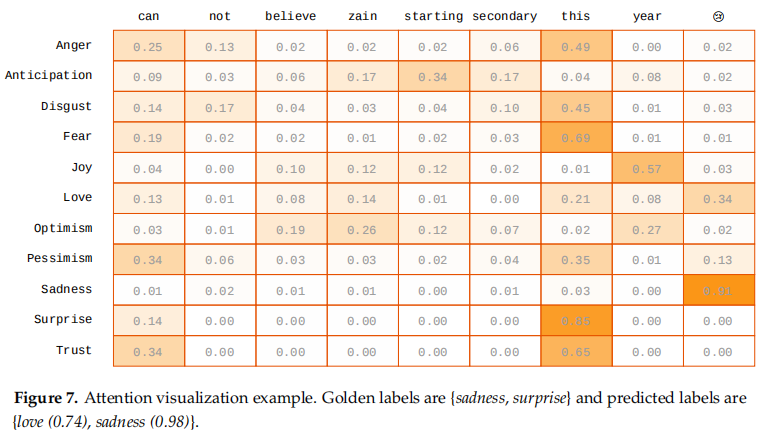 can not believe zain starting secondary this year 😢
Anger 0.25 0.13 0.02 0.02 0.02 0.06 0.49 0.00 0.02
Anticipation 0.09 0.03 0.06 0.17 0.34 0.17 0.04 0.08 0.02
Disgust 0.14 0.17 0.04 0.03 0.04 0.10 0.45 0.01 0.03
Fear 0.19 0.02 0.02 0.01 0.02 0.03 0.69 0.01 0.01
Joy 0.04 0.00 0.10 0.12 0.12 0.02 0.01 0.57 0.03
Love 0.13 0.01 0.08 0.14 0.01 0.00 0.21 0.08 0.34
Optimism 0.03 0.01 0.19 0.26 0.12 0.07 0.02 0.27 0.02
Pessimism 0.34 0.06 0.03 0.03 0.02 0.04 0.35 0.01 0.13
Sadness 0.01 0.02 0.01 0.01 0.00 0.01 0.03 0.00 0.91
Surprise 0.14 0.00 0.00 0.00 0.00 0.00 0.85 0.00 0.00
Trust 0.34 0.00 0.00 0.00 0.00 0.00 0.65 0.00 0.00
Figure 7. Attention visualization example. Golden labels are {sadness, surprise} and predicted labels are
{love (0.74), sadness (0.98)}.